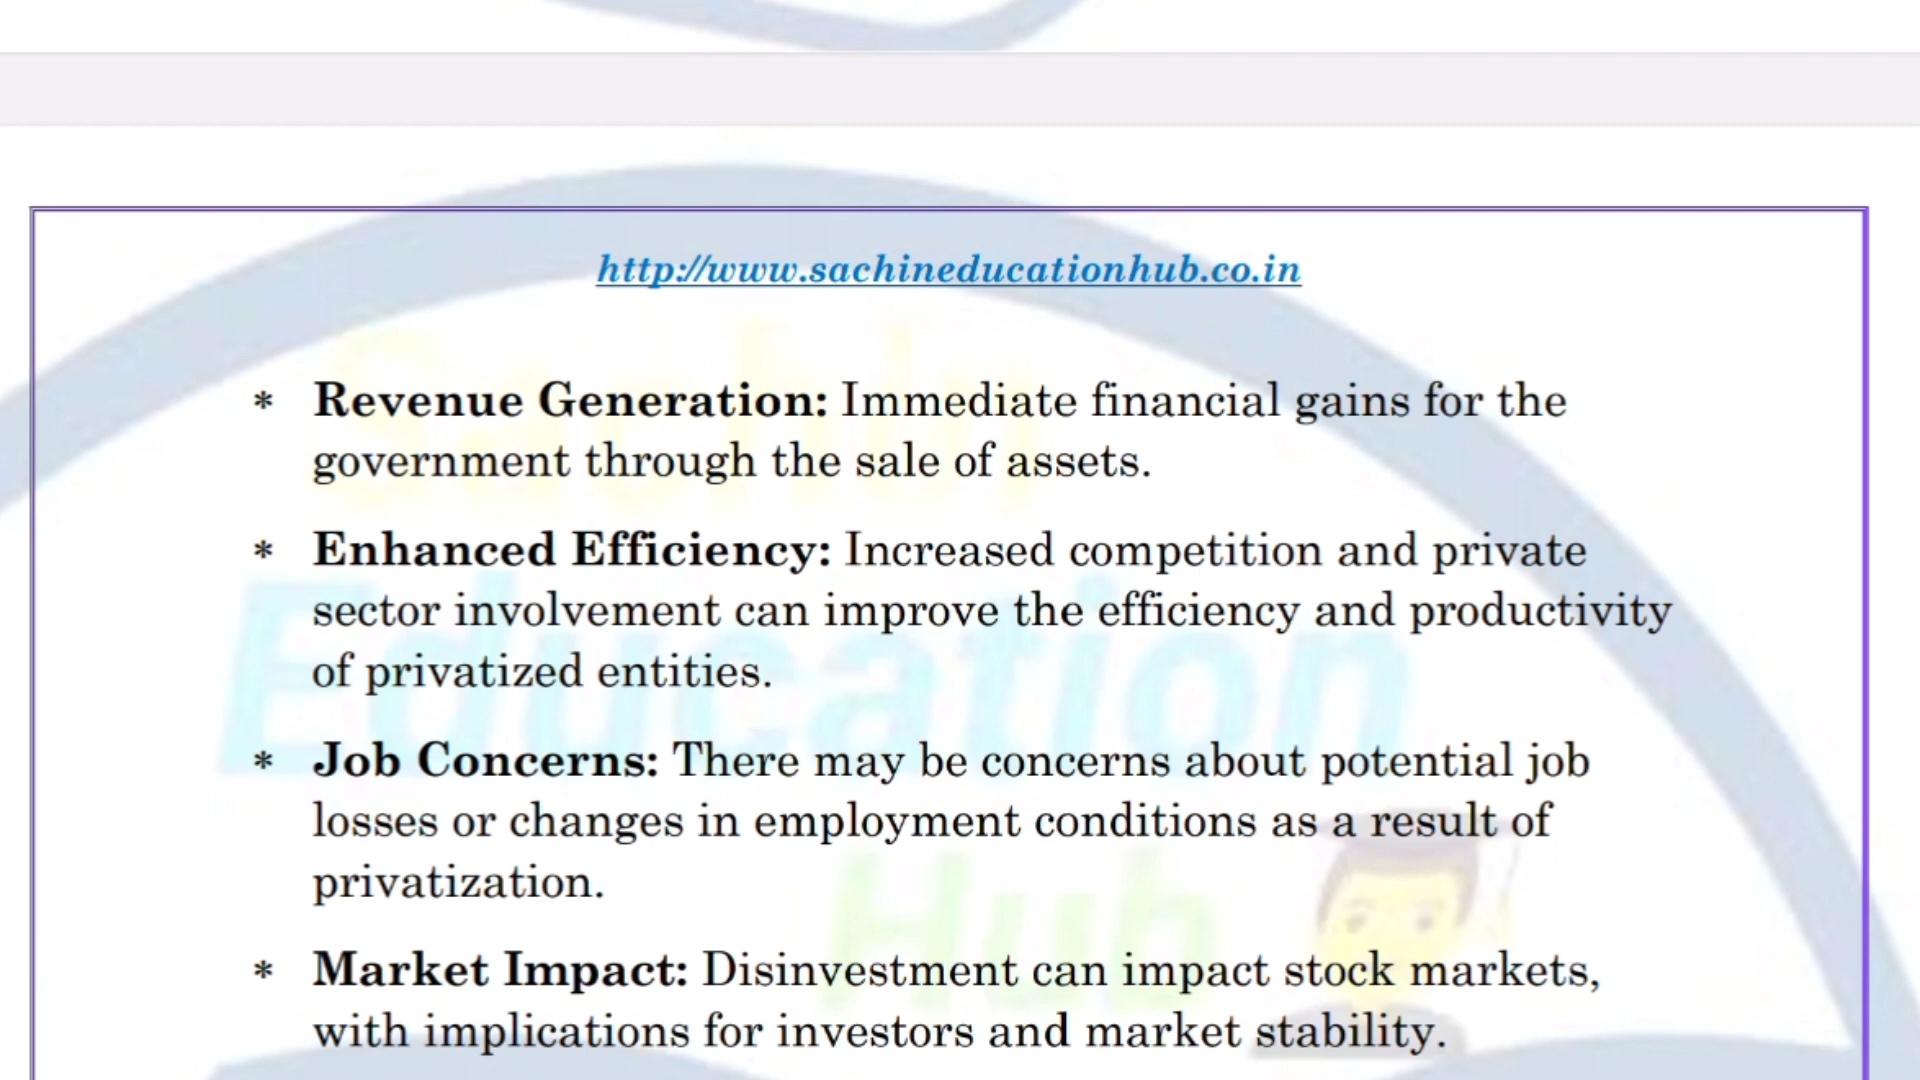 http://www.sachineducationhub.co.in
* Revenue Generation: Immediate financial gains for the
government through the sale of assets.
* Enhanced Efficiency: Increased competition and private
sector involvement can improve the efficiency and productivity
of privatized entities.
* Job Concerns: There may be concerns about potential job
losses or changes in employment conditions as a result of
privatization.
* Market Impact: Disinvestment can impact stock markets,
with implications for investors and market stability.
Sachin
Education
Hub